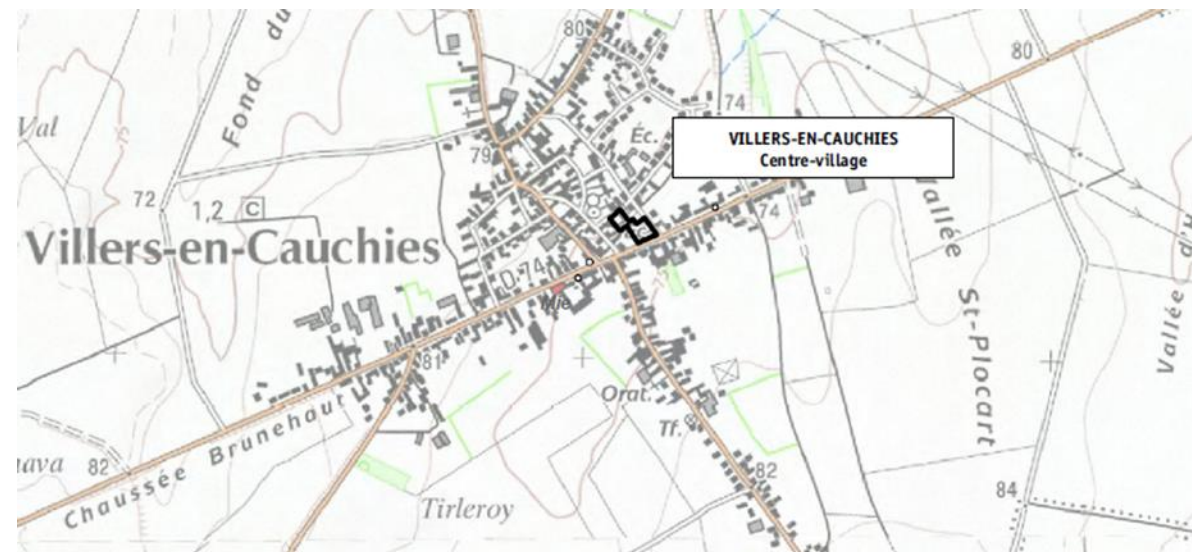 80
Fond du
80
Val
75
74
Éc.
VILLERS-EN-CAUCHIES
Centre-village
79
72
1,2 C
74
Vallée
St-Plocart
Villers-en-Cauchies
D. 74
Mie
81
Orat.
Tf.
Vallée d'H
82
Chaussée Brunehaut
82
84
Tirleroy